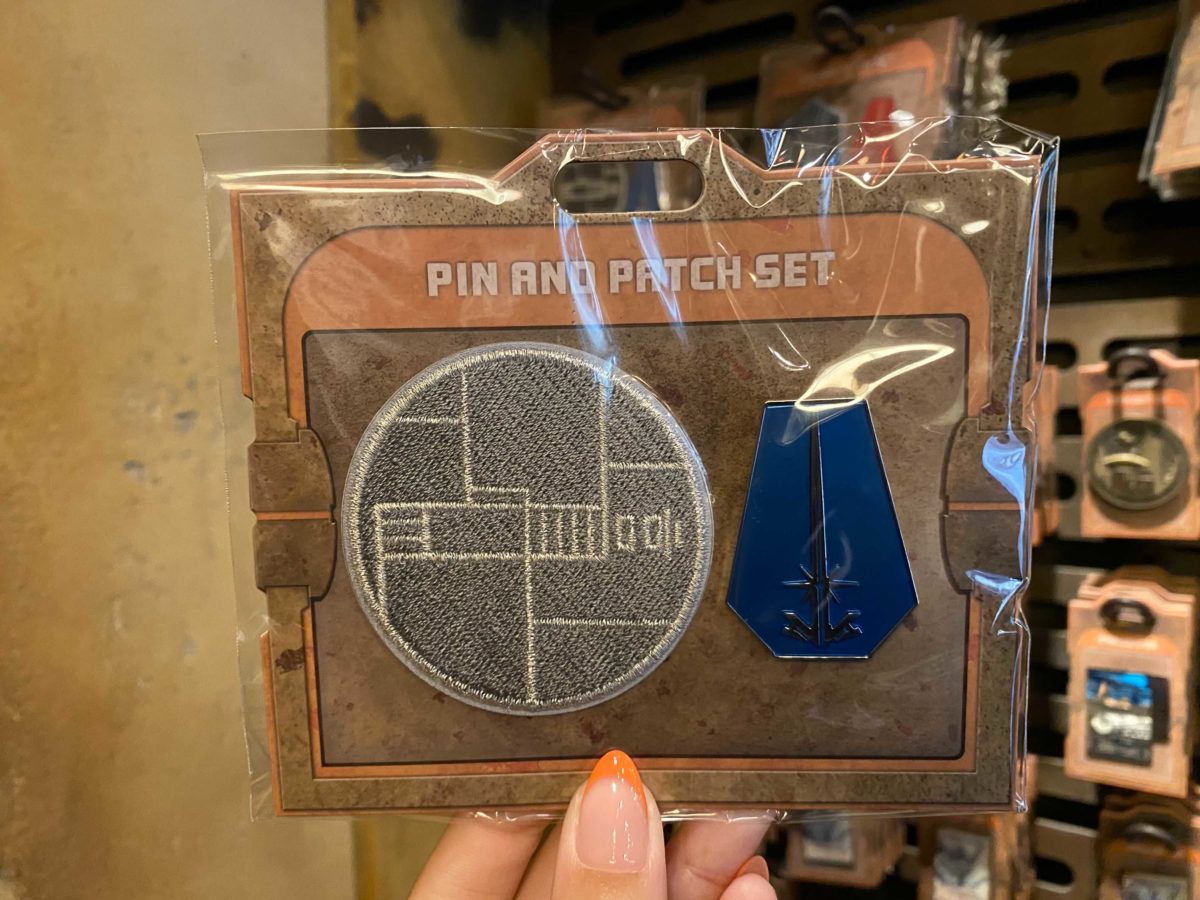 PIN AND PATCH SET